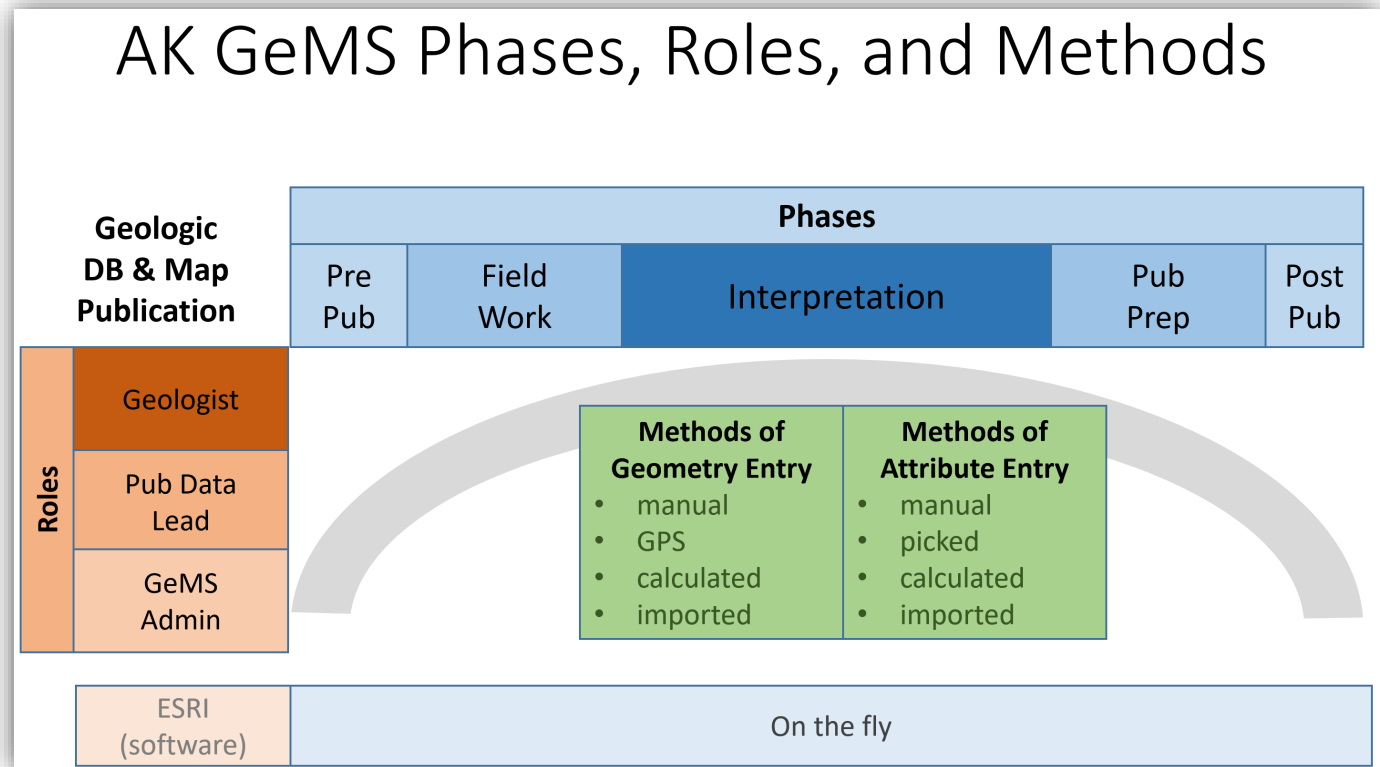 AK GeMS Phases, Roles, and Methods
Geologic
DB & Map
Publication
Phases
Pre
Pub
Field
Work
Interpretation
Pub
Prep
Post
Pub
Roles
Geologist
Pub Data
Lead
GeMS
Admin
Methods of
Geometry Entry
• manual
• GPS
• calculated
• imported
Methods of
Attribute Entry
• manual
• picked
• calculated
• imported
ESRI
(software)
On the fly